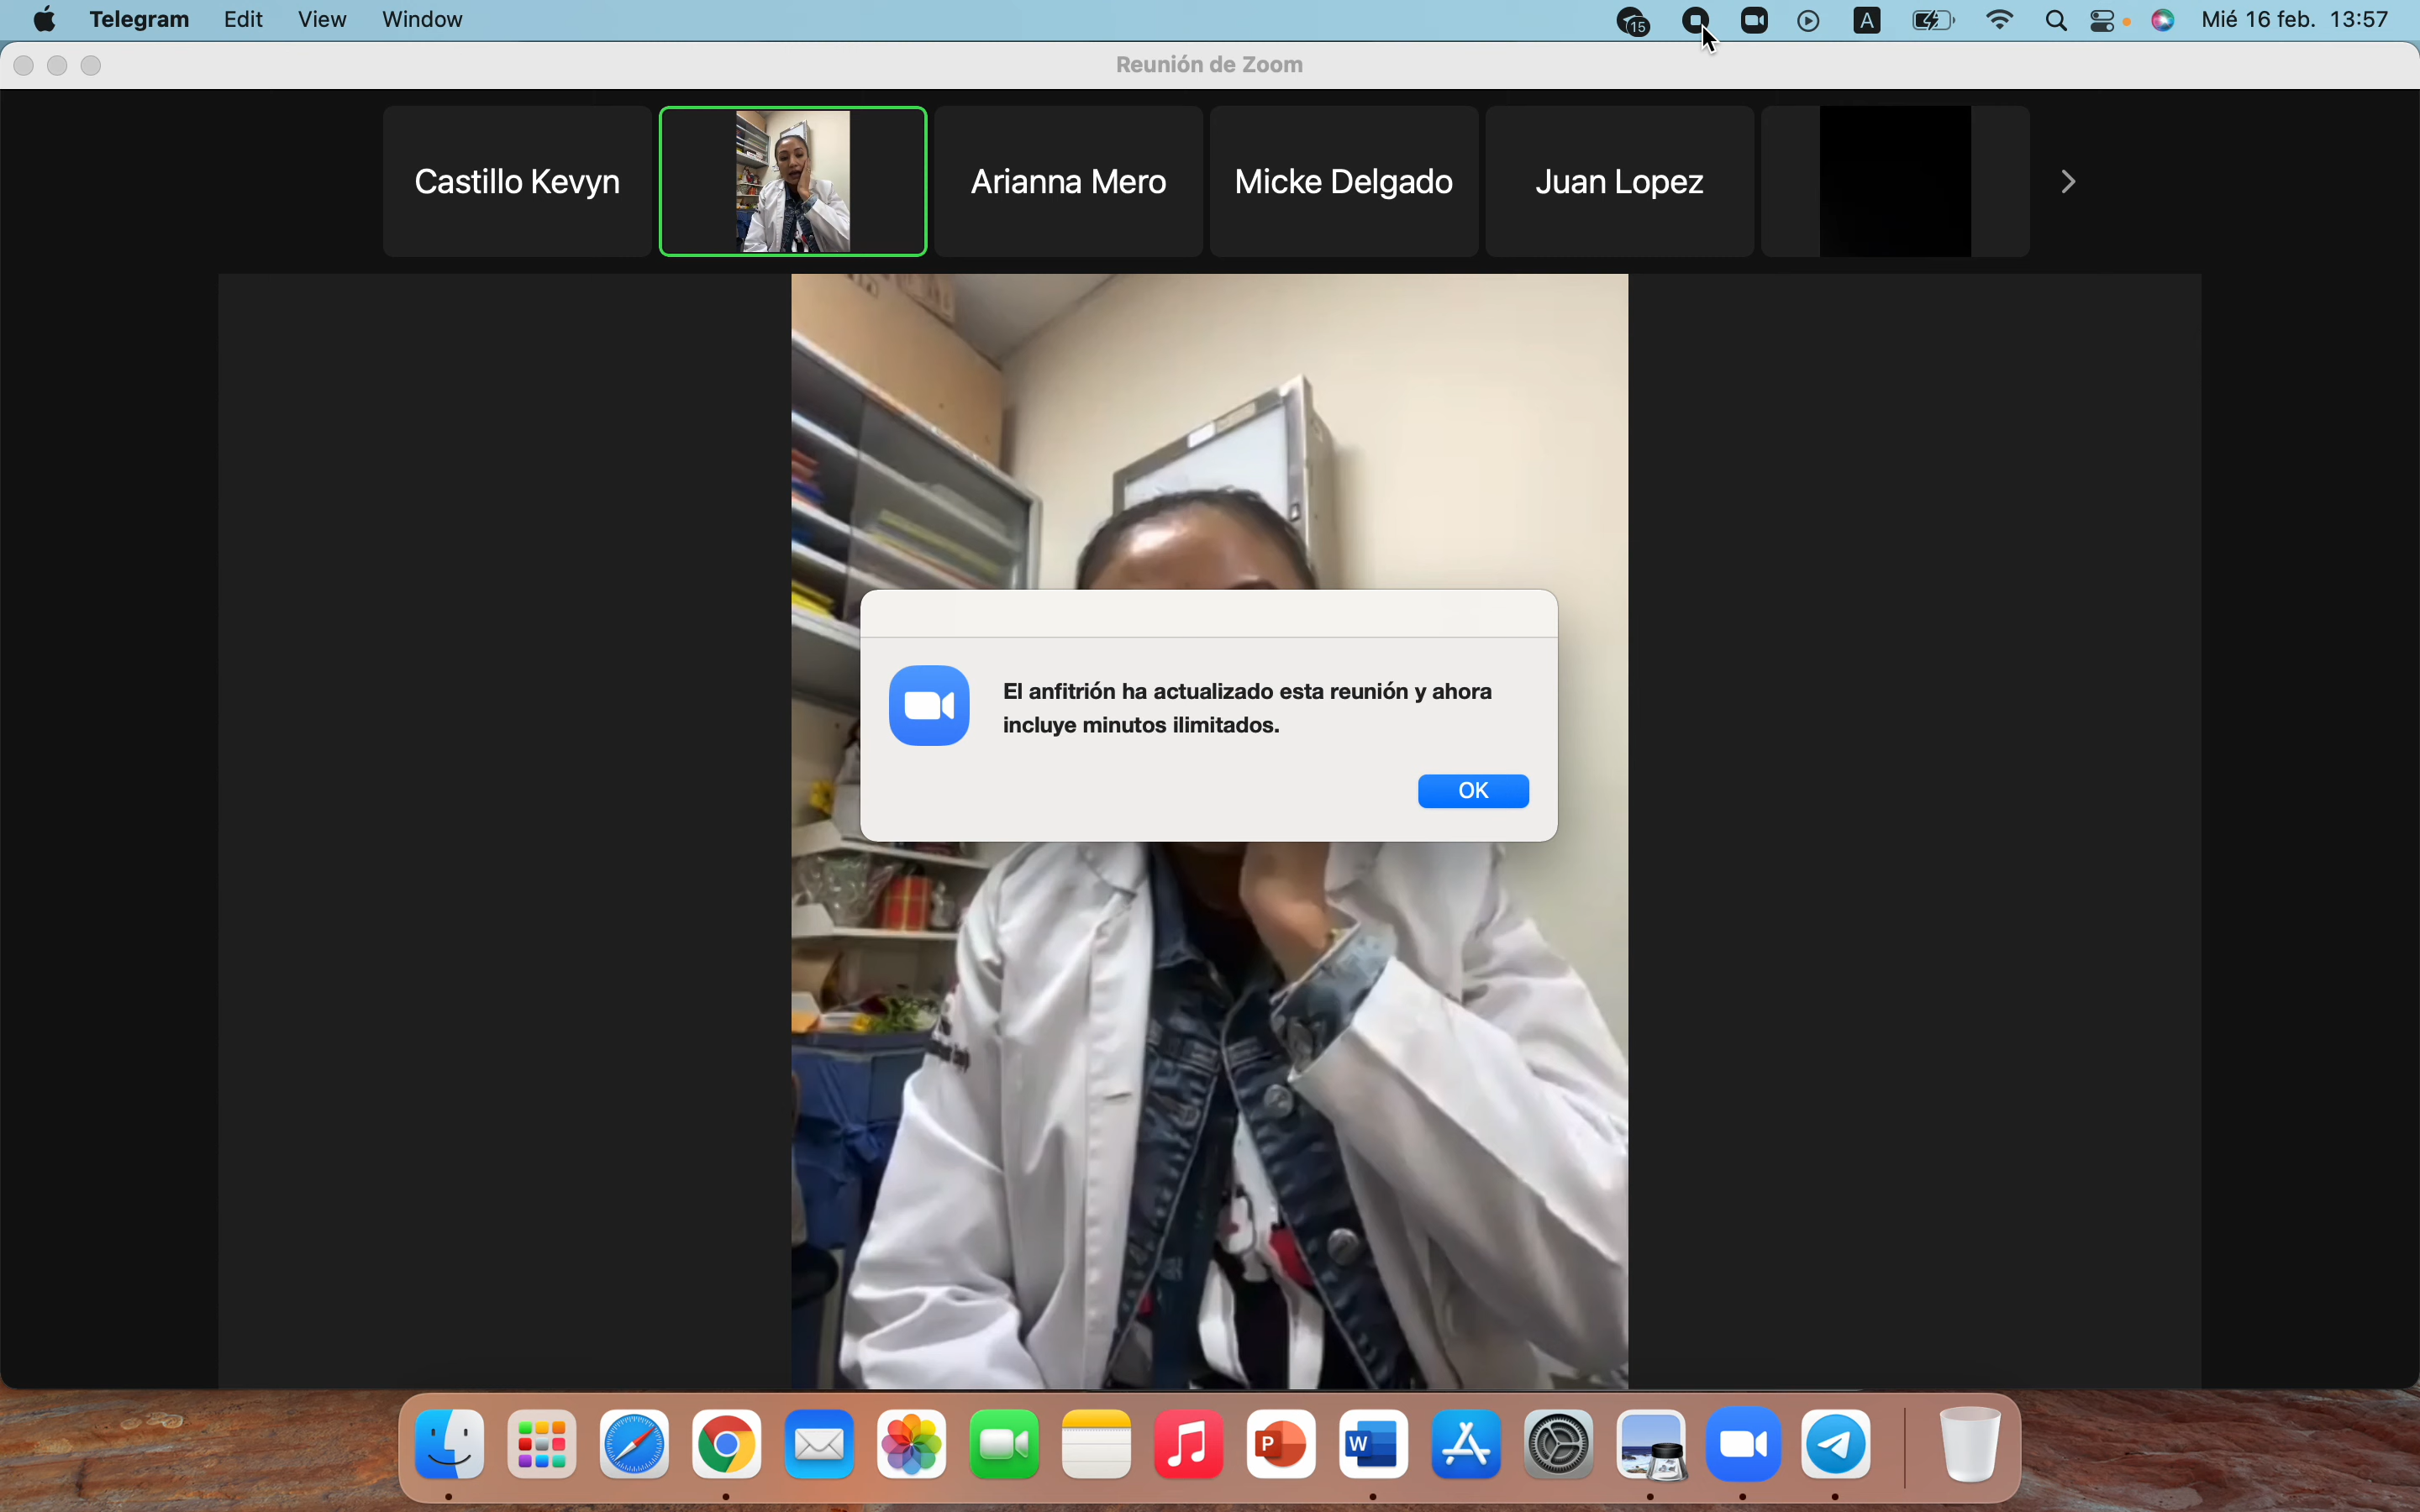 Telegram Edit View Window 15 A Mié 16 feb. 13:57
Reunión de Zoom
Castillo Kevyn Arianna Mero Micke Delgado Juan Lopez
El anfitrión ha actualizado esta reunión y ahora
incluye minutos ilimitados.
OK
P W